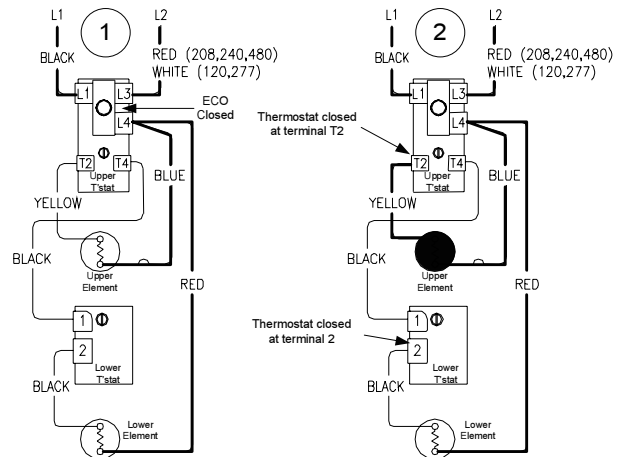 L1
1
L2
BLACK
RED (208,240,480)
WHITE (120,277)
L1
L3
ECO
Closed
L4
T2
T4
Upper
T'stat
BLUE
YELLOW
BLACK
Upper
Element
RED
1
2
Lower
T'stat
BLACK
Lower
Element
L1
2
L2
BLACK
RED (208,240,480)
WHITE (120,277)
L1
L3
L4
Thermostat closed
at terminal T2
T2
T4
Upper
T'stat
BLUE
YELLOW
BLACK
Upper
Element
RED
Thermostat closed
at terminal 2
1
2
Lower
T'stat
BLACK
Lower
Element